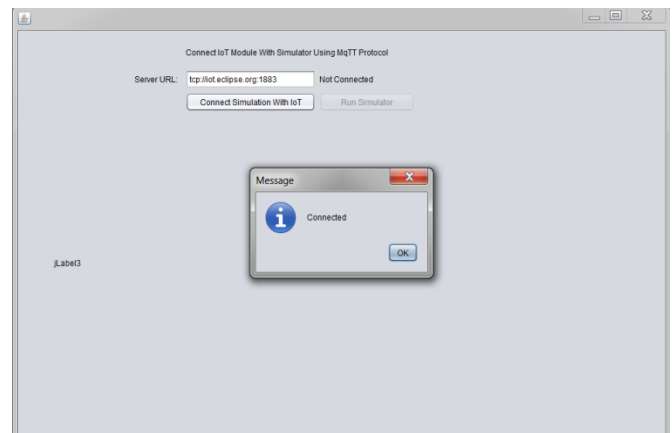 Connect IoT Module With Simulator Using MqTT Protocol
Server URL: tcp://iot.eclipse.org:1883 Not Connected
Connect Simulation With IoT Run Simulator
Message
Connected
OK
jLabel3